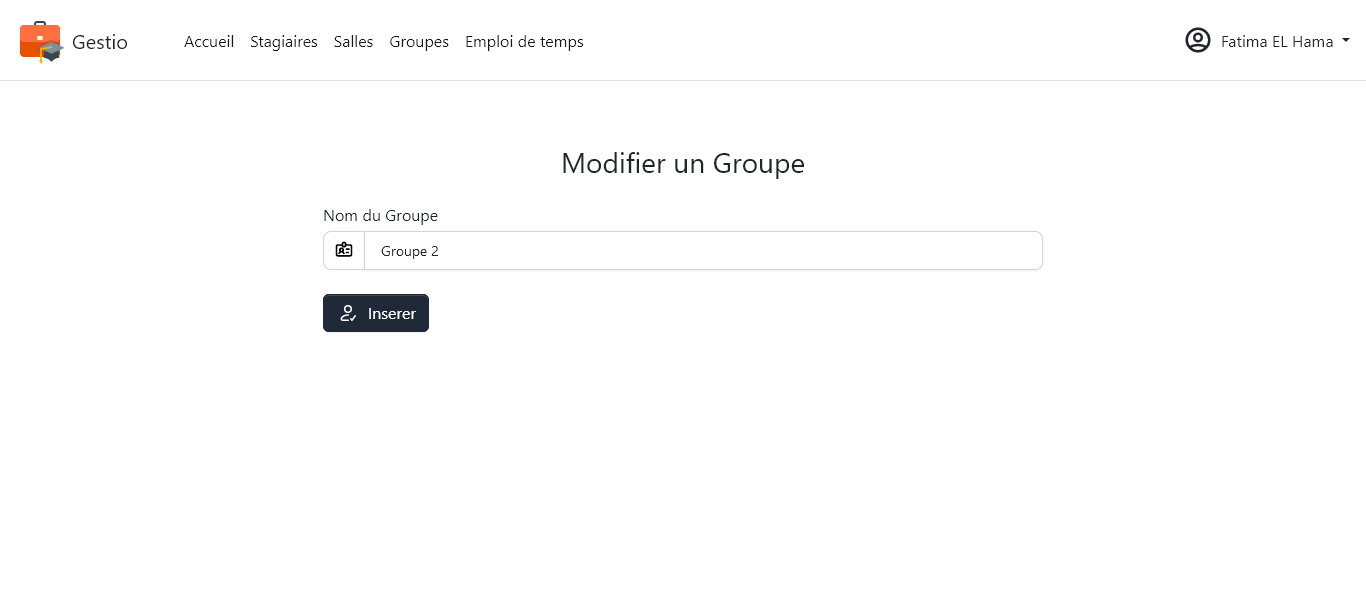 Gestio
Accueil Stagiaires Salles Groupes Emploi de temps
Fatima EL Hama
Modifier un Groupe
Nom du Groupe
Groupe 2
Inserer